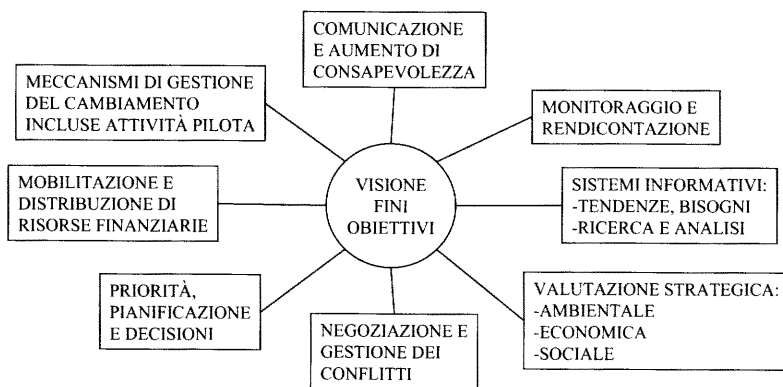 COMUNICAZIONE
E AUMENTO DI
CONSAPEVOLEZZA
MECCANISMI DI GESTIONE
DEL CAMBIAMENTO
INCLUSE ATTIVITÀ PILOTA
MONITORAGGIO E
RENDICONTAZIONE
MOBILITAZIONE E
DISTRIBUZIONE DI
RISORSE FINANZIARIE
VISIONE
FINI
OBIETTIVI
SISTEMI INFORMATIVI:
-TENDENZE, BISOGNI
-RICERCA E ANALISI
PRIORITÀ,
PIANIFICAZIONE
E DECISIONI
NEGOZIAZIONE E
GESTIONE DEI
CONFLITTI
VALUTAZIONE STRATEGICA:
-AMBIENTALE
-ECONOMICA
-SOCIALE